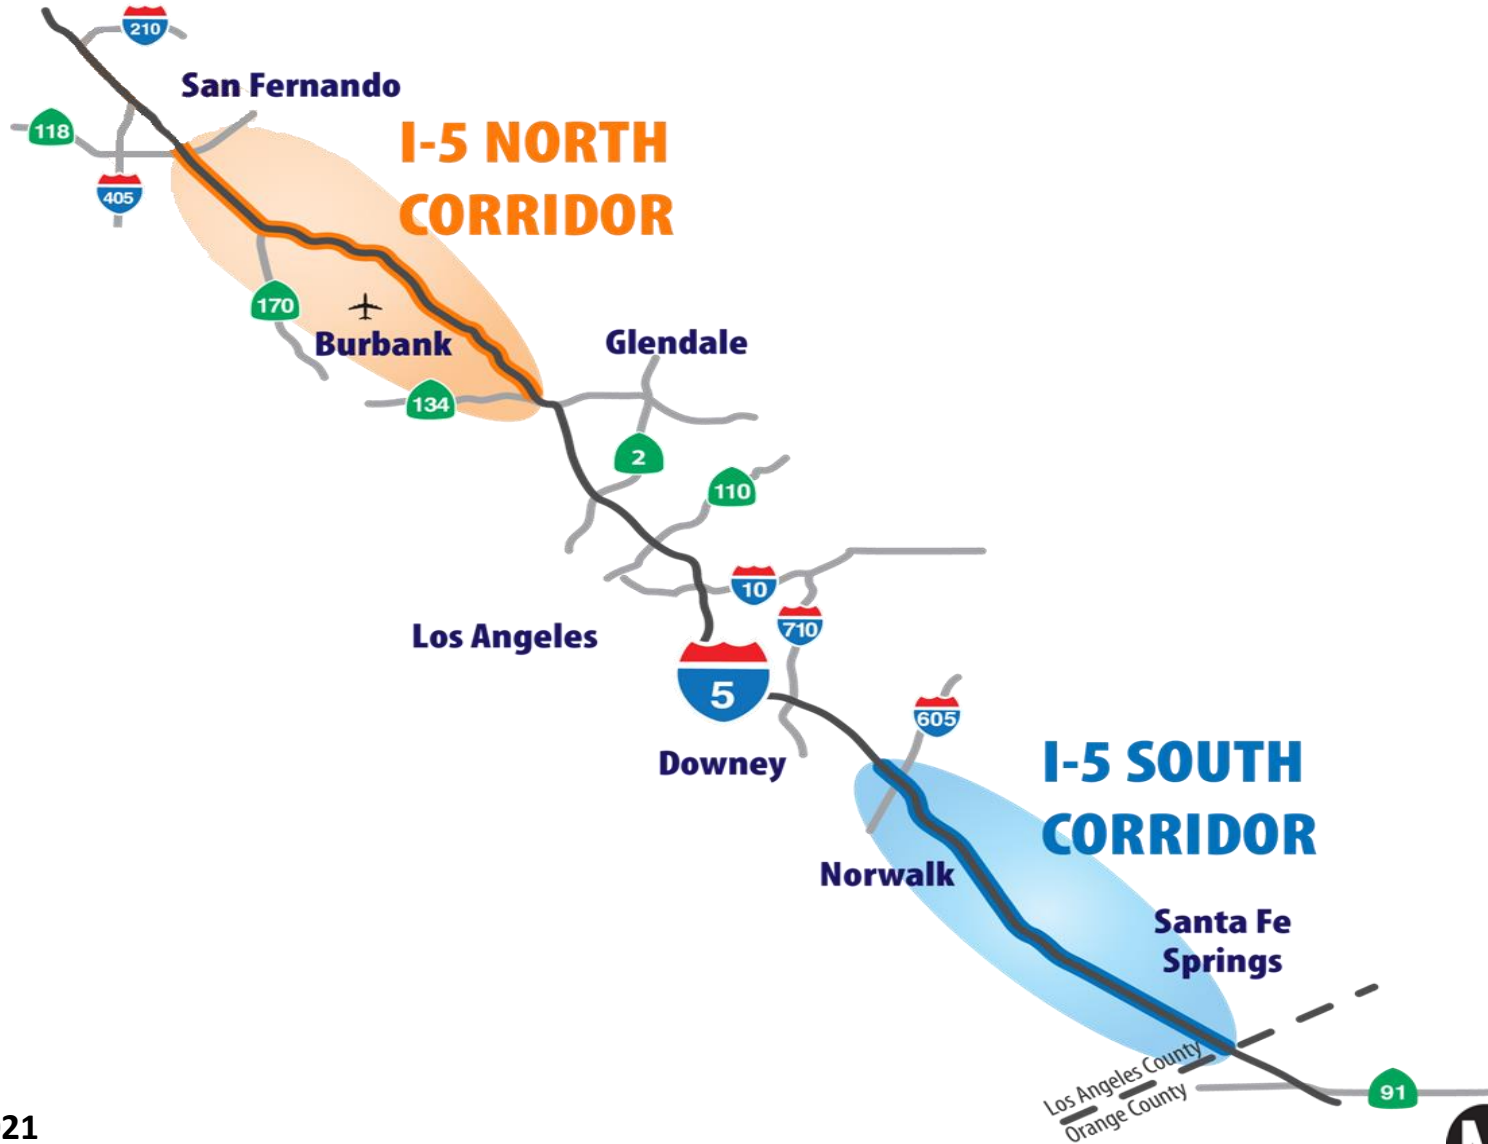 210
San Fernando
118
I-5 NORTH
CORRIDOR
405
170
Burbank
Glendale
134
2
110
10
Los Angeles
710
5
605
Downey
I-5 SOUTH
CORRIDOR
Norwalk
Santa Fe
Springs
Los Angeles County
Orange County
91
21